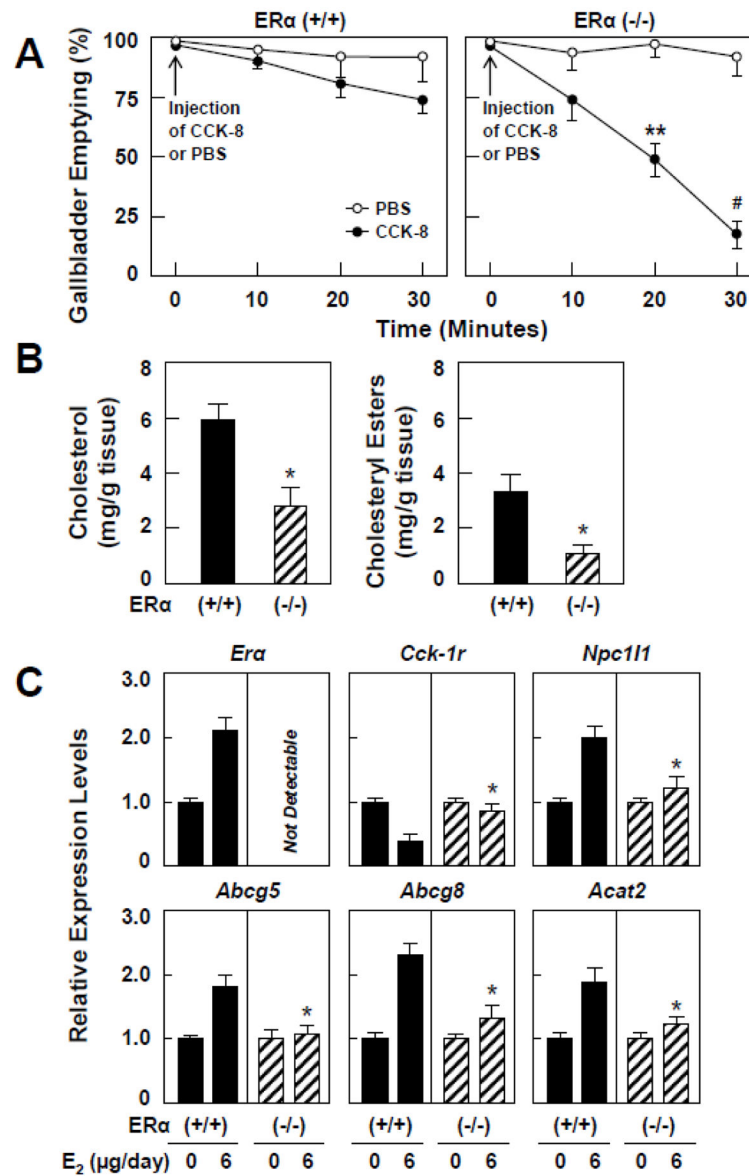 A
ERα (+/+)
ERα (-/-)
Gallbladder Emptying (%)
100
75
50
25
0
Injection
of CCK-8
or PBS
PBS
CCK-8
Injection
of CCK-8
or PBS
**
#
0 10 20 30
0 10 20 30
Time (Minutes)
B
Cholesterol
(mg/g tissue)
8
6
4
2
0
*
ERα (+/+) (-/-)
Cholesteryl Esters
(mg/g tissue)
8
6
4
2
0
*
(+/+) (-/-)
C
Relative Expression Levels
Erα
Cck-1r
Npc1l1
3.0
2.0
1.0
0
Not Detectable
*
*
Abcg5
Abcg8
Acat2
3.0
2.0
1.0
0
*
*
*
ERα (+/+) (-/-) (+/+) (-/-) (+/+) (-/-)
E2 (µg/day) 0 6 0 6 0 6 0 6 0 6 0 6